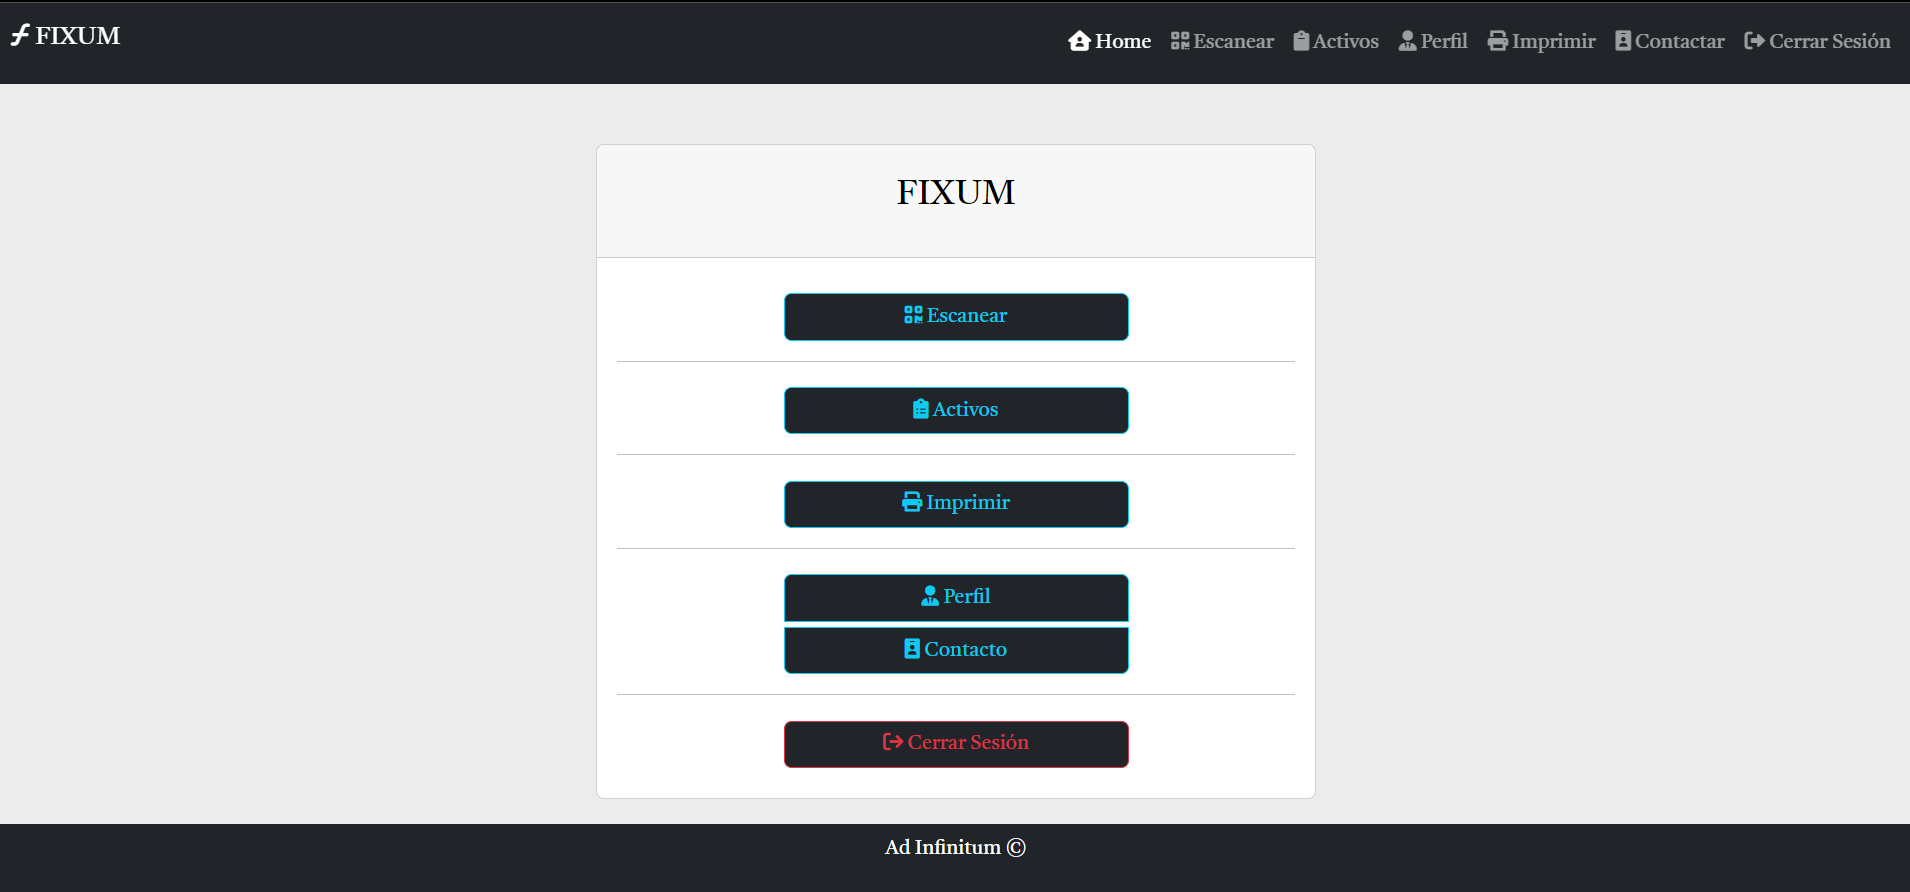 FIXUM
Home Escanear Activos Perfil Imprimir Contactar Cerrar Sesión
FIXUM
Escanear
Activos
Imprimir
Perfil
Contacto
Cerrar Sesión
Ad Infinitum ©